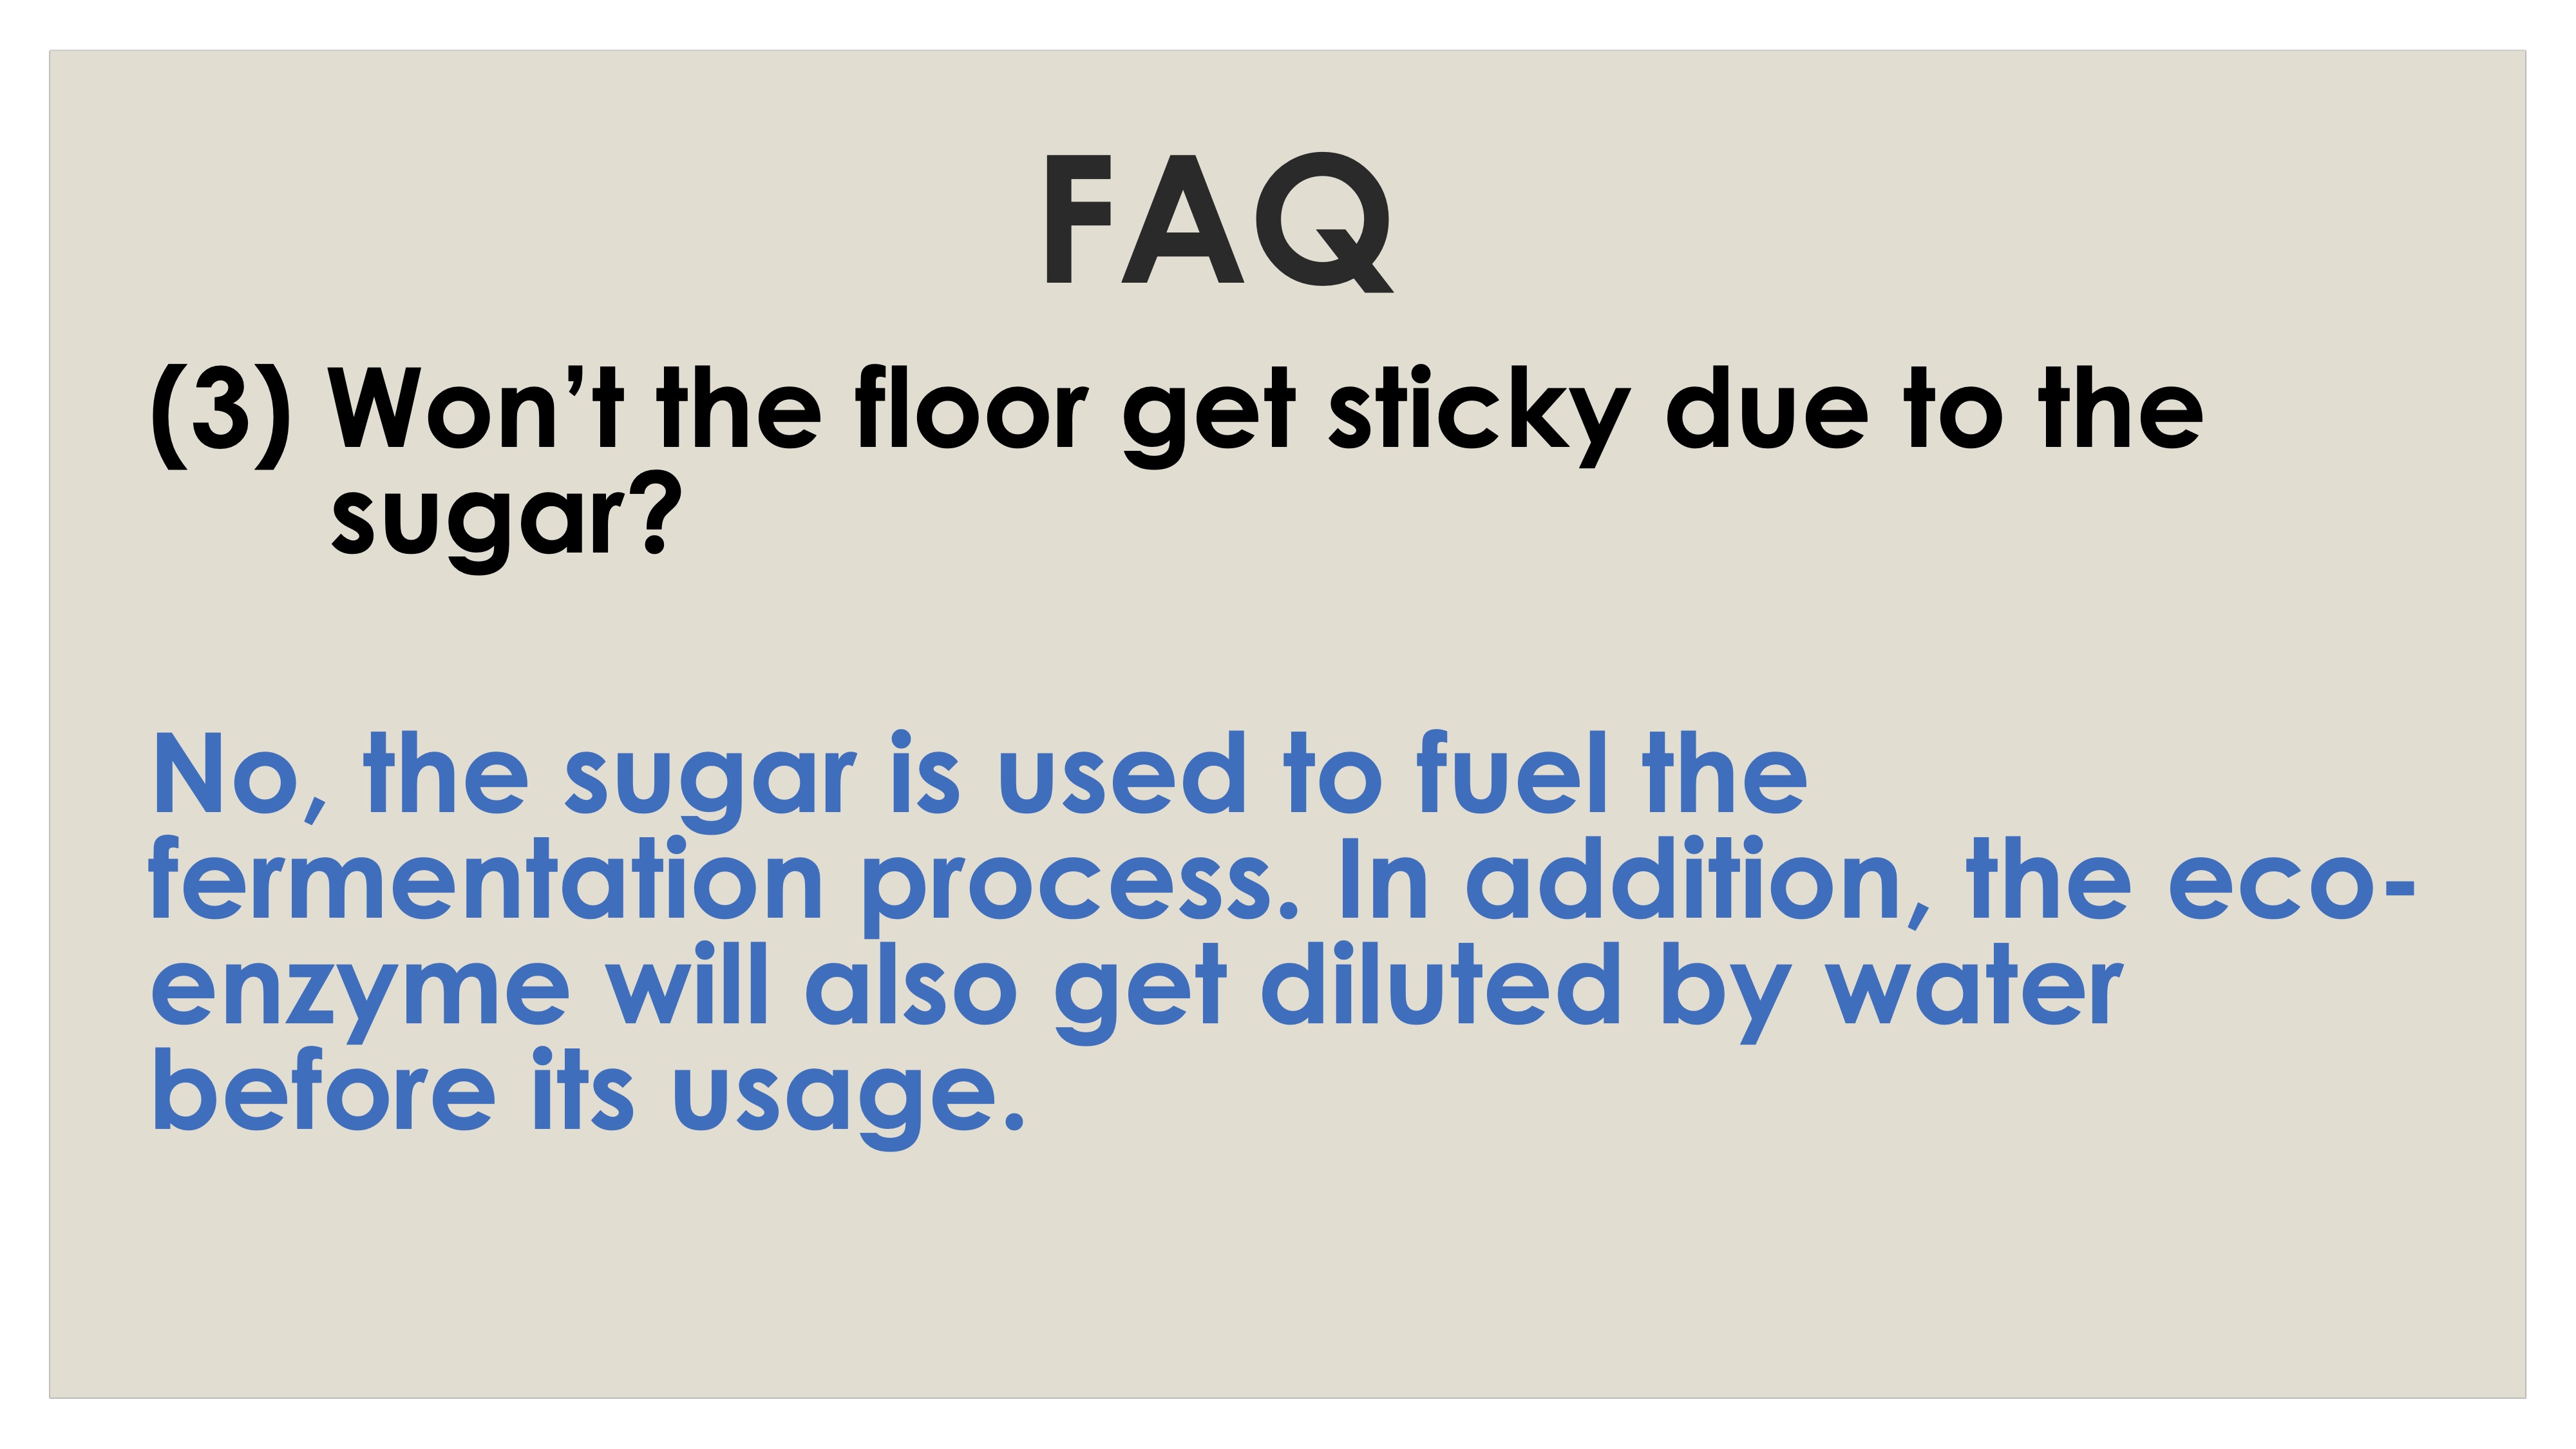 FAQ
(3) Won’t the floor get sticky due to the
sugar?
No, the sugar is used to fuel the
fermentation process. In addition, the eco-
enzyme will also get diluted by water
before its usage.